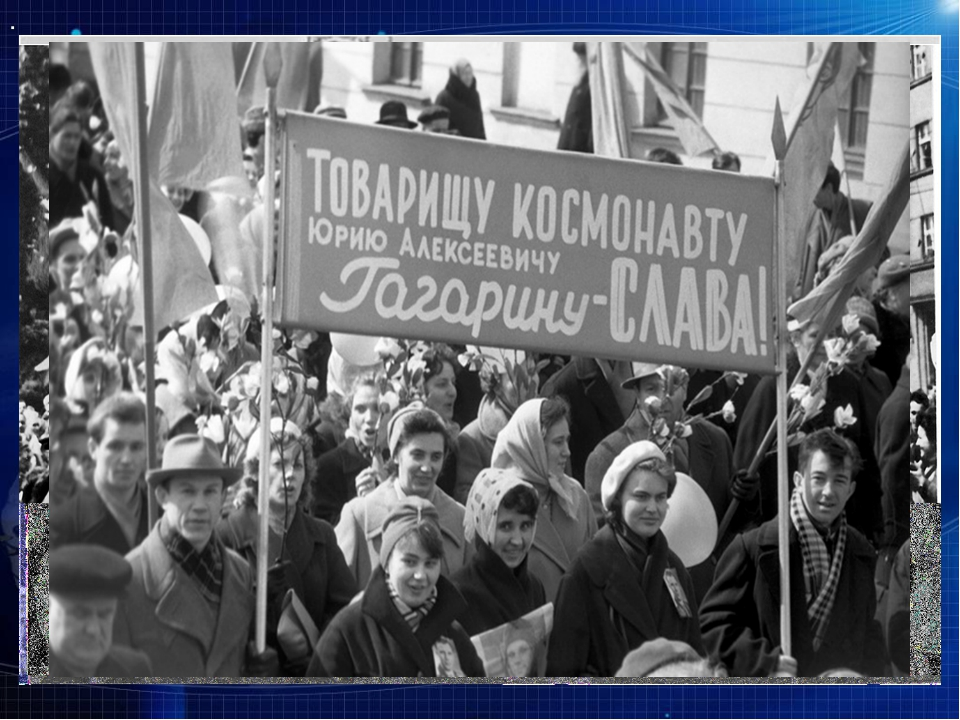 ТОВАРИЩУ КОСМОНАВТУ
ЮРИЮ АЛЕКСЕЕВИЧУ
Гагарину-СЛАВА!